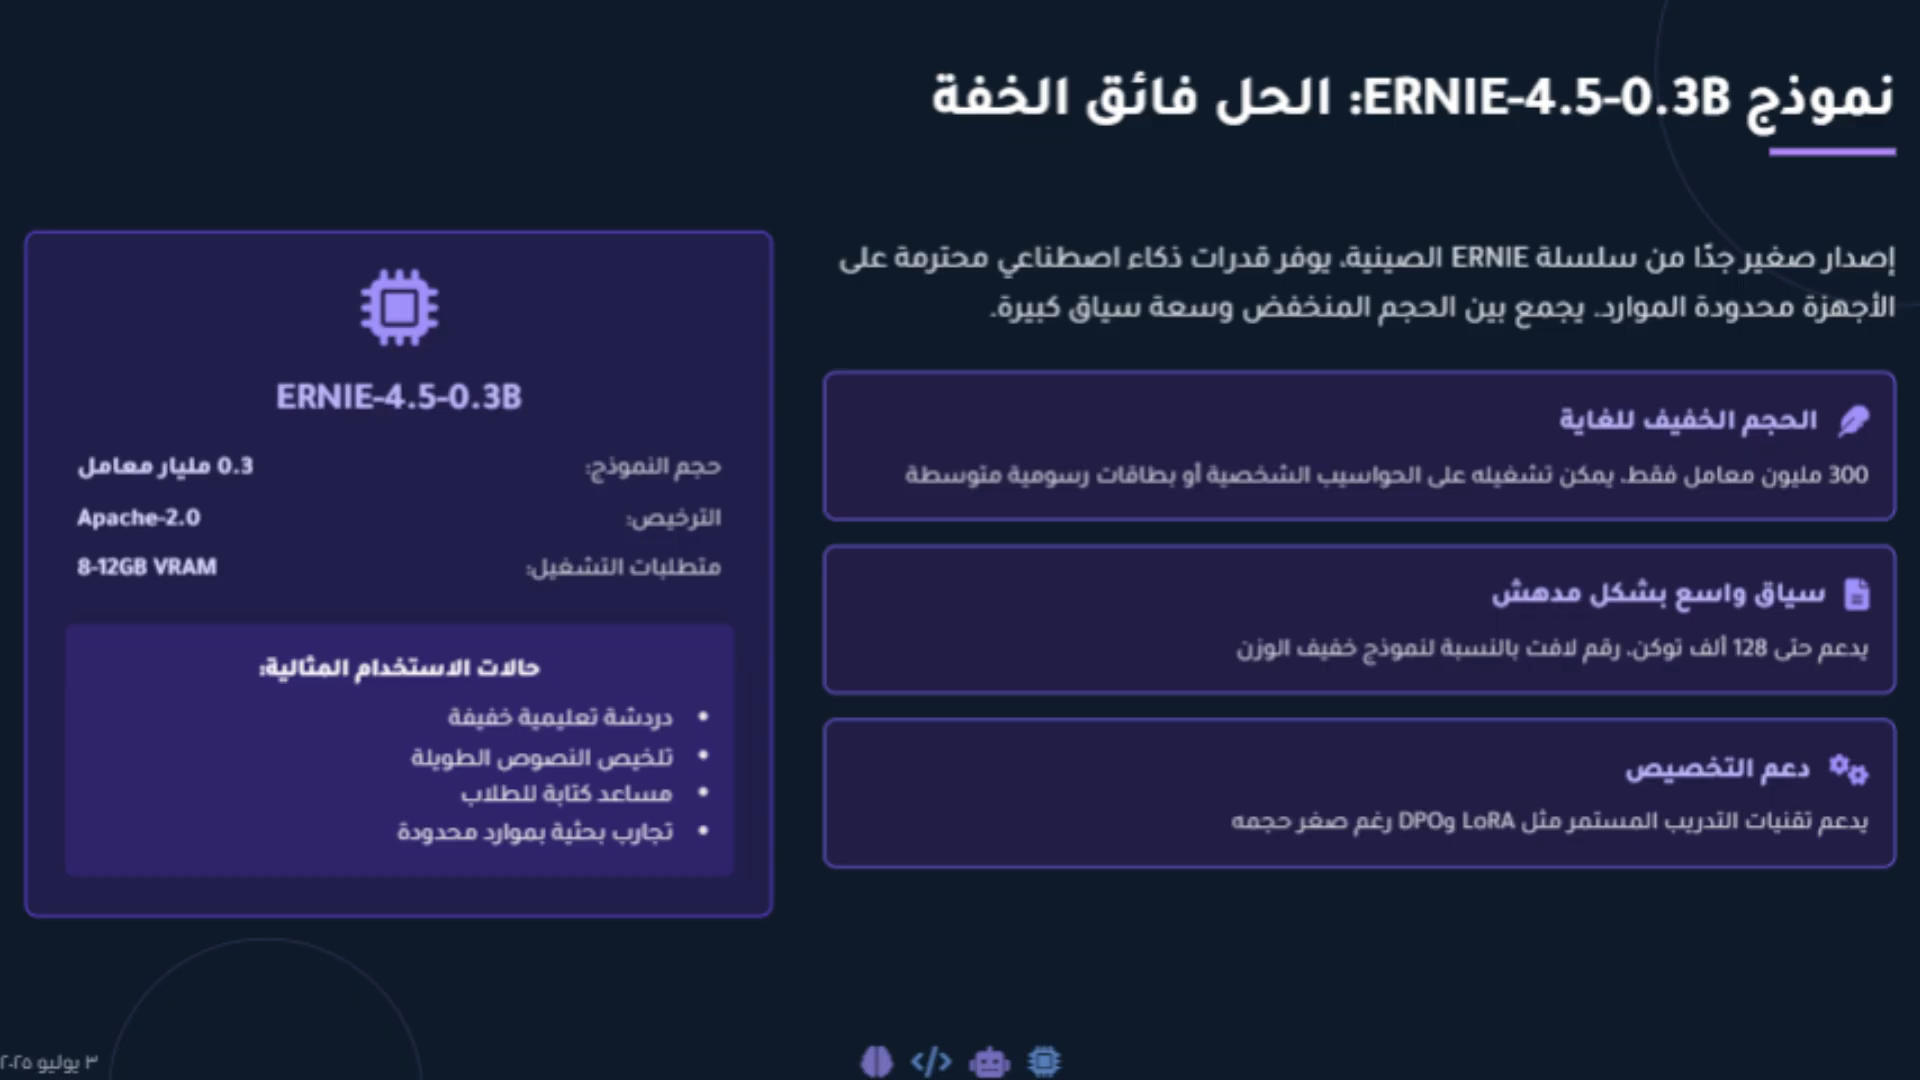 نموذج ERNIE-4.5-0.3B: الحل فائق الخفة
إصدار صغير جدًا من سلسلة ERNIE الصينية، يوفر قدرات ذكاء اصطناعي محترمة على
الأجهزة محدودة الموارد. يجمع بين الحجم المنخفض وسعة سياق كبيرة.
الحجم الخفيف للغاية
300 مليون معامل فقط، يمكن تشغيله على الحواسيب الشخصية أو بطاقات رسومية متوسطة
سياق واسع بشكل مدهش
يدعم حتى 128 ألف توكن، رقم لافت بالنسبة لنموذج خفيف الوزن
دعم التخصيص
يدعم تقنيات التدريب المستمر مثل LoRA وDPO رغم صغر حجمه
ERNIE-4.5-0.3B
حجم النموذج: 0.3 مليار معامل
الترخيص: Apache-2.0
متطلبات التشغيل: 8-12GB VRAM
حالات الاستخدام المثالية:
• دردشة تعليمية خفيفة
• تلخيص النصوص الطويلة
• مساعد كتابة للطلاب
• تجارب بحثية بموارد محدودة
٣ يوليو ٢٠٢٥